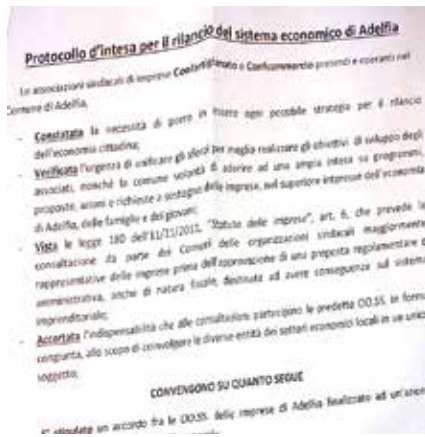 Protocollo d'intesa per il rilancio del sistema economico di Adelfia
Le associazioni sindacali di imprese Confartigianato e Confcommercio presenti e operanti nel
Comune di Adelfia,
- Constatata la necessità di porre in essere ogni possibile strategia per il rilancio
dell'economia cittadina;
- Verificata l'urgenza di unificare gli sforzi per meglio realizzare gli obiettivi di sviluppo degli
associati, nonché la comune volontà di aderire ad una ampia intesa su programmi,
proposte, azioni e richieste a sostegno delle imprese, nel superiore interesse dell'economia
di Adelfia, delle famiglie e dei giovani;
- Vista la legge 180 dell'11/11/2011, "Statuto delle imprese", art. 6, che prevede la
consultazione da parte dei Comuni delle organizzazioni sindacali maggiormente
rappresentative delle imprese prima dell'approvazione di una proposta regolamentare o
amministrativa, anche di natura fiscale, destinata ad avere conseguenze sul sistema
imprenditoriale;
- Accertata l'indispensabilità che alle consultazioni partecipino le predette OO.SS. in forma
congiunta, allo scopo di coinvolgere le diverse entità dei settori economici locali in un unico
soggetto;
CONVENGONO SU QUANTO SEGUE
stipulate un accordo fra le OO.SS. delle imprese di Adelfia finalizzato ad un'azione